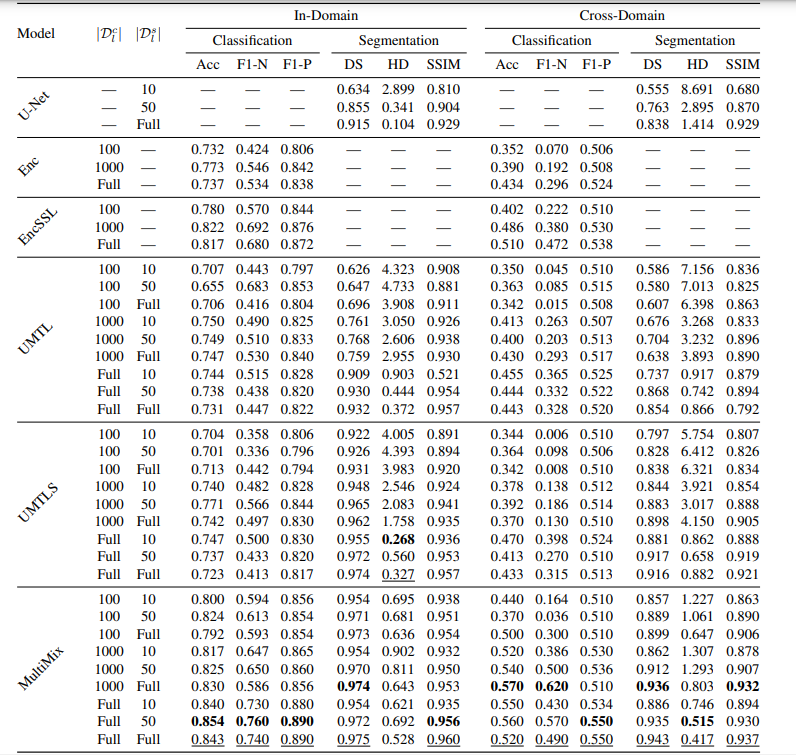 In-Domain Cross-Domain
Model |𝒟ₗᶜ| |𝒟ₗˢ| Classification Segmentation Classification Segmentation
Acc F1-N F1-P DS HD SSIM Acc F1-N F1-P DS HD SSIM
U-Net
— 10 — — — 0.634 2.899 0.810 — — — 0.555 8.691 0.680
— 50 — — — 0.855 0.341 0.904 — — — 0.763 2.895 0.870
— Full — — — 0.915 0.104 0.929 — — — 0.838 1.414 0.929
Enc
100 — 0.732 0.424 0.806 — — — 0.352 0.070 0.506 — — —
1000 — 0.773 0.546 0.842 — — — 0.390 0.192 0.508 — — —
Full — 0.737 0.534 0.838 — — — 0.434 0.296 0.524 — — —
EncSSL
100 — 0.780 0.570 0.844 — — — 0.402 0.222 0.510 — — —
1000 — 0.822 0.692 0.876 — — — 0.486 0.380 0.530 — — —
Full — 0.817 0.680 0.872 — — — 0.510 0.472 0.538 — — —
UMTL
100 10 0.707 0.443 0.797 0.626 4.323 0.908 0.350 0.045 0.510 0.586 7.156 0.836
100 50 0.655 0.683 0.853 0.647 4.733 0.881 0.363 0.085 0.515 0.580 7.013 0.825
100 Full 0.706 0.416 0.804 0.696 3.908 0.911 0.342 0.015 0.508 0.607 6.398 0.863
1000 10 0.750 0.490 0.825 0.761 3.050 0.926 0.413 0.263 0.507 0.676 3.268 0.833
1000 50 0.749 0.510 0.833 0.768 2.606 0.938 0.400 0.203 0.513 0.704 3.232 0.896
1000 Full 0.747 0.530 0.840 0.759 2.955 0.930 0.430 0.293 0.517 0.638 3.893 0.890
Full 10 0.744 0.515 0.828 0.909 0.903 0.521 0.455 0.365 0.525 0.737 0.917 0.879
Full 50 0.738 0.438 0.820 0.930 0.444 0.954 0.444 0.332 0.522 0.868 0.742 0.894
Full Full 0.731 0.447 0.822 0.932 0.372 0.957 0.443 0.328 0.520 0.854 0.866 0.792
UMTLS
100 10 0.704 0.358 0.806 0.922 4.005 0.891 0.344 0.006 0.510 0.797 5.754 0.807
100 50 0.701 0.336 0.796 0.926 4.393 0.894 0.364 0.098 0.506 0.828 6.412 0.826
100 Full 0.713 0.442 0.794 0.931 3.983 0.920 0.342 0.008 0.510 0.838 6.321 0.834
1000 10 0.740 0.482 0.828 0.948 2.546 0.924 0.378 0.138 0.512 0.844 3.921 0.854
1000 50 0.771 0.566 0.844 0.965 2.083 0.941 0.392 0.186 0.514 0.883 3.017 0.888
1000 Full 0.742 0.497 0.830 0.962 1.758 0.935 0.370 0.130 0.510 0.898 4.150 0.905
Full 10 0.747 0.500 0.830 0.955 0.268 0.936 0.470 0.398 0.524 0.881 0.862 0.888
Full 50 0.737 0.433 0.820 0.972 0.560 0.953 0.413 0.270 0.510 0.917 0.658 0.919
Full Full 0.723 0.413 0.817 0.974 0.327 0.957 0.433 0.315 0.513 0.916 0.882 0.921
MultiMix
100 10 0.800 0.594 0.856 0.954 0.695 0.938 0.440 0.164 0.510 0.857 1.227 0.863
100 50 0.824 0.613 0.854 0.971 0.681 0.951 0.370 0.036 0.510 0.889 1.061 0.890
100 Full 0.792 0.593 0.854 0.973 0.636 0.954 0.500 0.300 0.510 0.899 0.647 0.906
1000 10 0.817 0.647 0.865 0.954 0.902 0.932 0.520 0.386 0.530 0.862 1.307 0.878
1000 50 0.825 0.650 0.860 0.970 0.811 0.950 0.540 0.500 0.536 0.912 1.293 0.907
1000 Full 0.830 0.586 0.856 0.974 0.643 0.953 0.570 0.620 0.510 0.936 0.803 0.932
Full 10 0.840 0.730 0.880 0.954 0.621 0.935 0.550 0.430 0.534 0.886 0.746 0.894
Full 50 0.854 0.760 0.890 0.972 0.692 0.956 0.560 0.570 0.550 0.935 0.515 0.930
Full Full 0.843 0.740 0.890 0.975 0.528 0.960 0.520 0.490 0.550 0.943 0.417 0.937